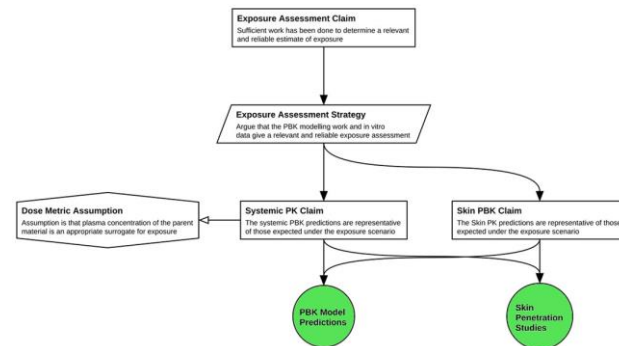 Exposure Assessment Claim
Sufficient work has been done to determine a relevant
and reliable estimate of exposure
Exposure Assessment Strategy
Argue that the PBK modelling work and in vitro
data give a relevant and reliable exposure assessment
Dose Metric Assumption
Assumption is that plasma concentration of the parent
material is an appropriate surrogate for exposure
Systemic PK Claim
The systemic PBK predictions are representative
of those expected under the exposure scenario
Skin PBK Claim
The Skin PK predictions are representative of those
expected under the exposure scenario
PBK Model
Predictions
Skin
Penetration
Studies